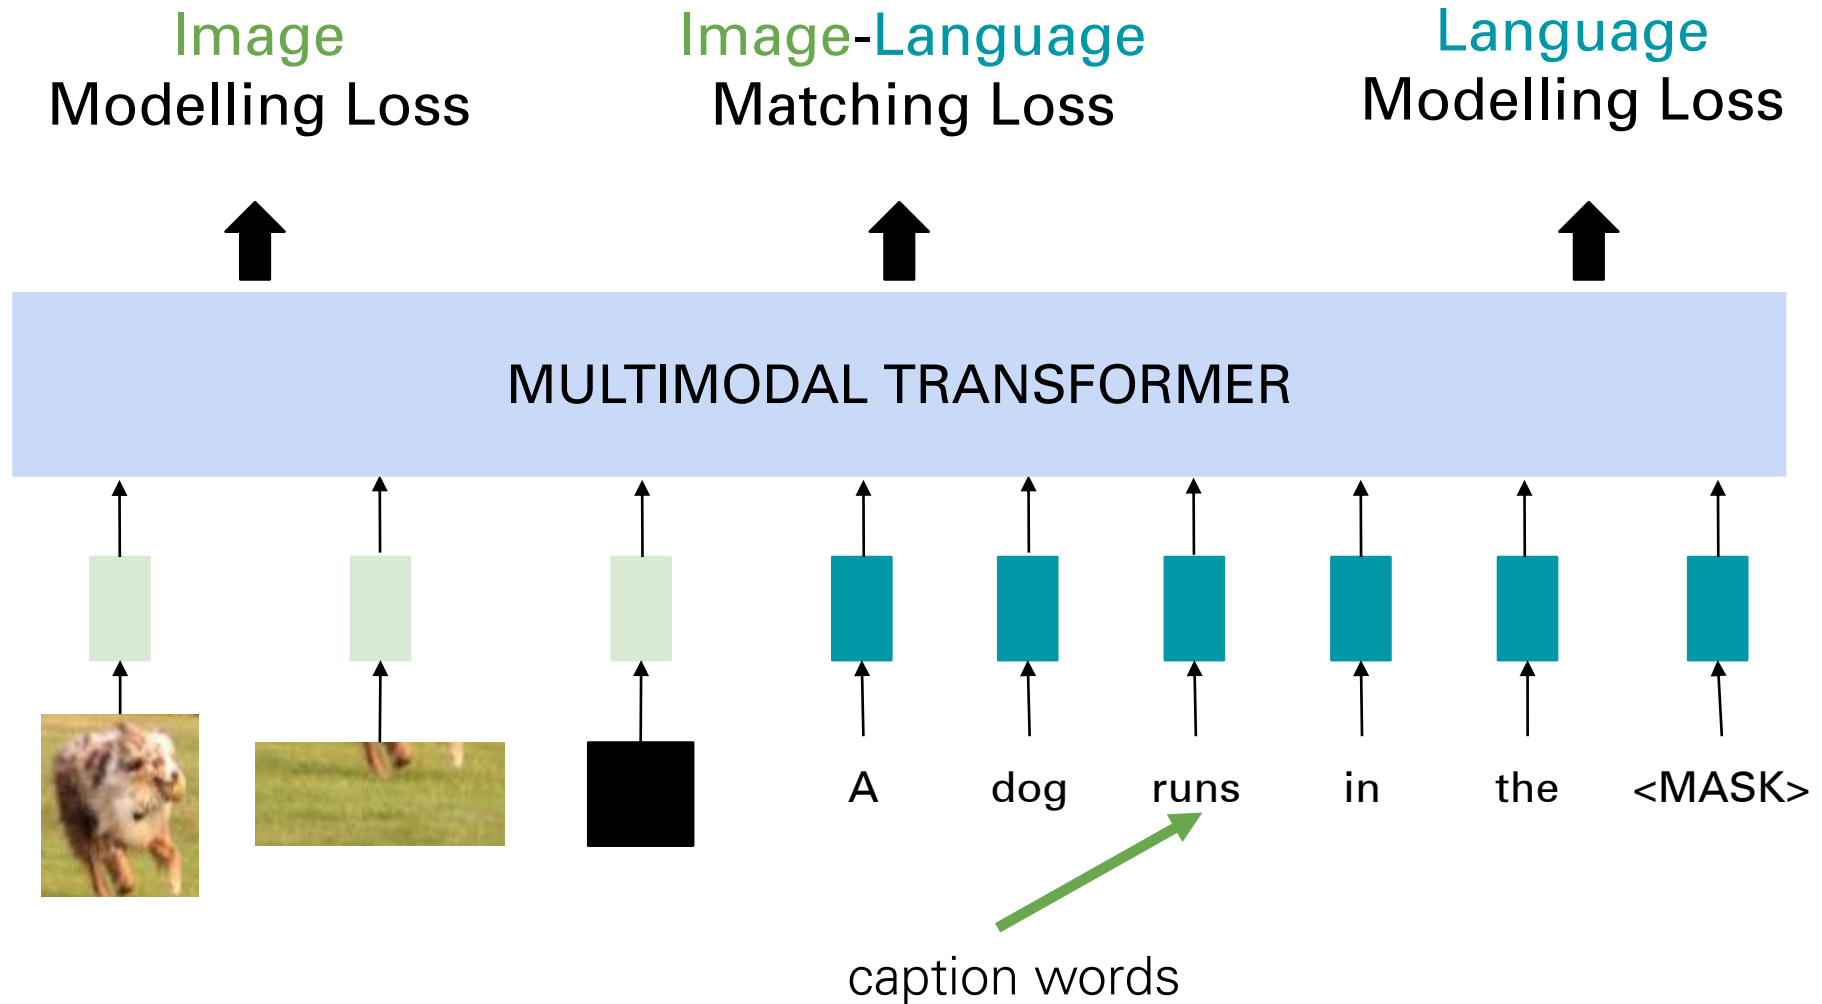 Image
Modelling Loss
Image-Language
Matching Loss
Language
Modelling Loss
MULTIMODAL TRANSFORMER
A dog runs in the <MASK>
caption words